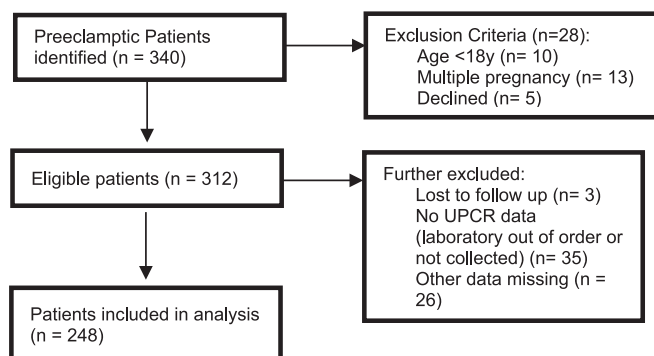 Preeclamptic Patients
identified (n = 340)
Exclusion Criteria (n=28):
Age <18y (n= 10)
Multiple pregnancy (n= 13)
Declined (n= 5)
Eligible patients (n = 312)
Further excluded:
Lost to follow up (n= 3)
No UPCR data
(laboratory out of order or
not collected) (n= 35)
Other data missing (n =
26)
Patients included in analysis
(n = 248)